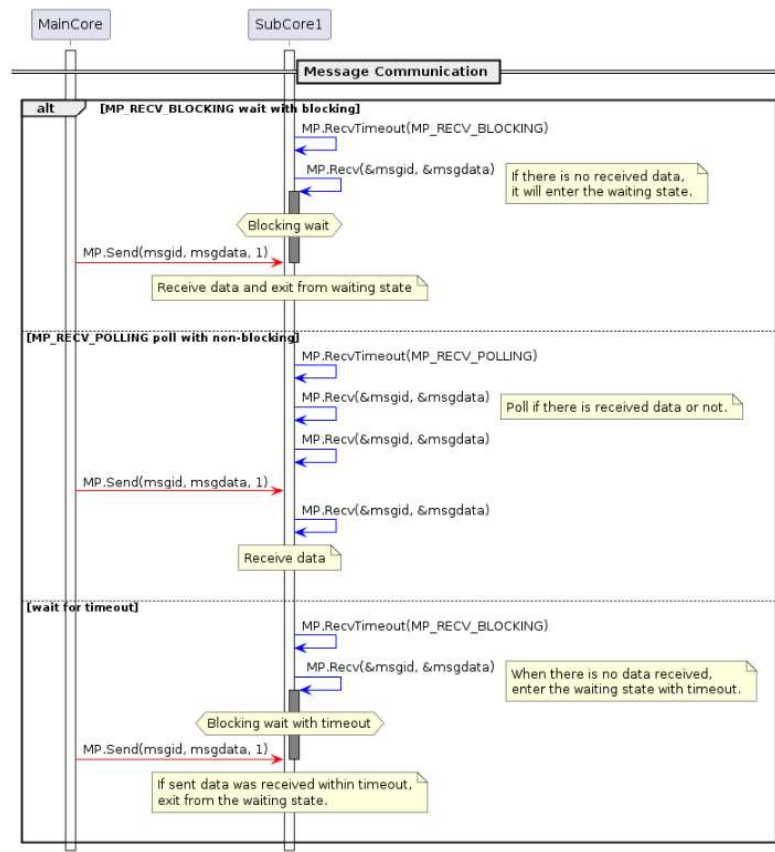 MainCore
SubCore1
Message Communication
alt
[MP_RECV_BLOCKING wait with blocking]
MP.RecvTimeout(MP_RECV_BLOCKING)
MP.Recv(&msgid, &msgdata)
If there is no received data,
it will enter the waiting state.
Blocking wait
MP.Send(msgid, msgdata, 1)
Receive data and exit from waiting state
[MP_RECV_POLLING poll with non-blocking]
MP.RecvTimeout(MP_RECV_POLLING)
MP.Recv(&msgid, &msgdata)
Poll if there is received data or not.
MP.Recv(&msgid, &msgdata)
MP.Send(msgid, msgdata, 1)
MP.Recv(&msgid, &msgdata)
Receive data
[wait for timeout]
MP.RecvTimeout(MP_RECV_BLOCKING)
MP.Recv(&msgid, &msgdata)
When there is no data received,
enter the waiting state with timeout.
Blocking wait with timeout
MP.Send(msgid, msgdata, 1)
If sent data was received within timeout,
exit from the waiting state.